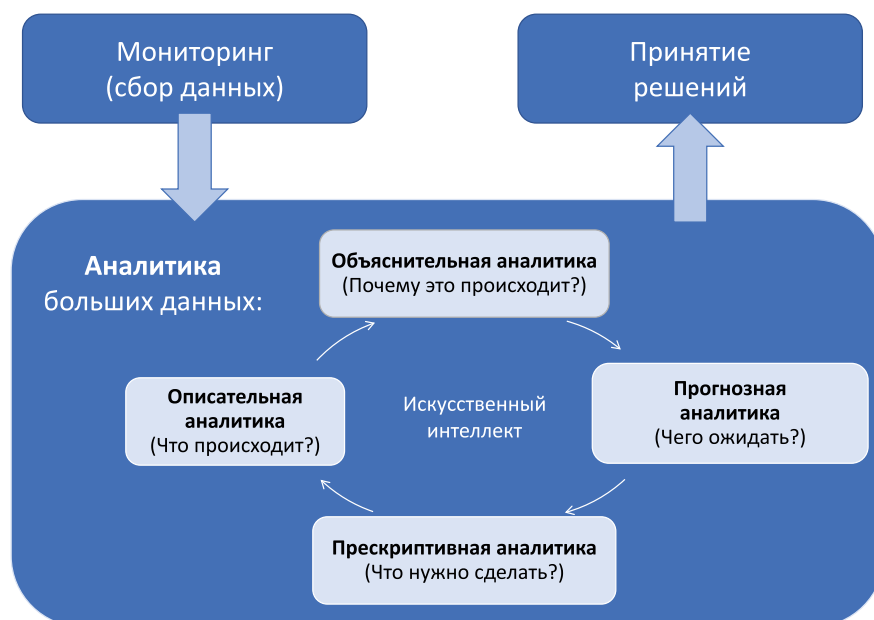 Мониторинг
(сбор данных)
Принятие
решений
Аналитика
больших данных:
Объяснительная аналитика
(Почему это происходит?)
Описательная
аналитика
(Что происходит?)
Искусственный
интеллект
Прогнозная
аналитика
(Чего ожидать?)
Прескриптивная аналитика
(Что нужно сделать?)